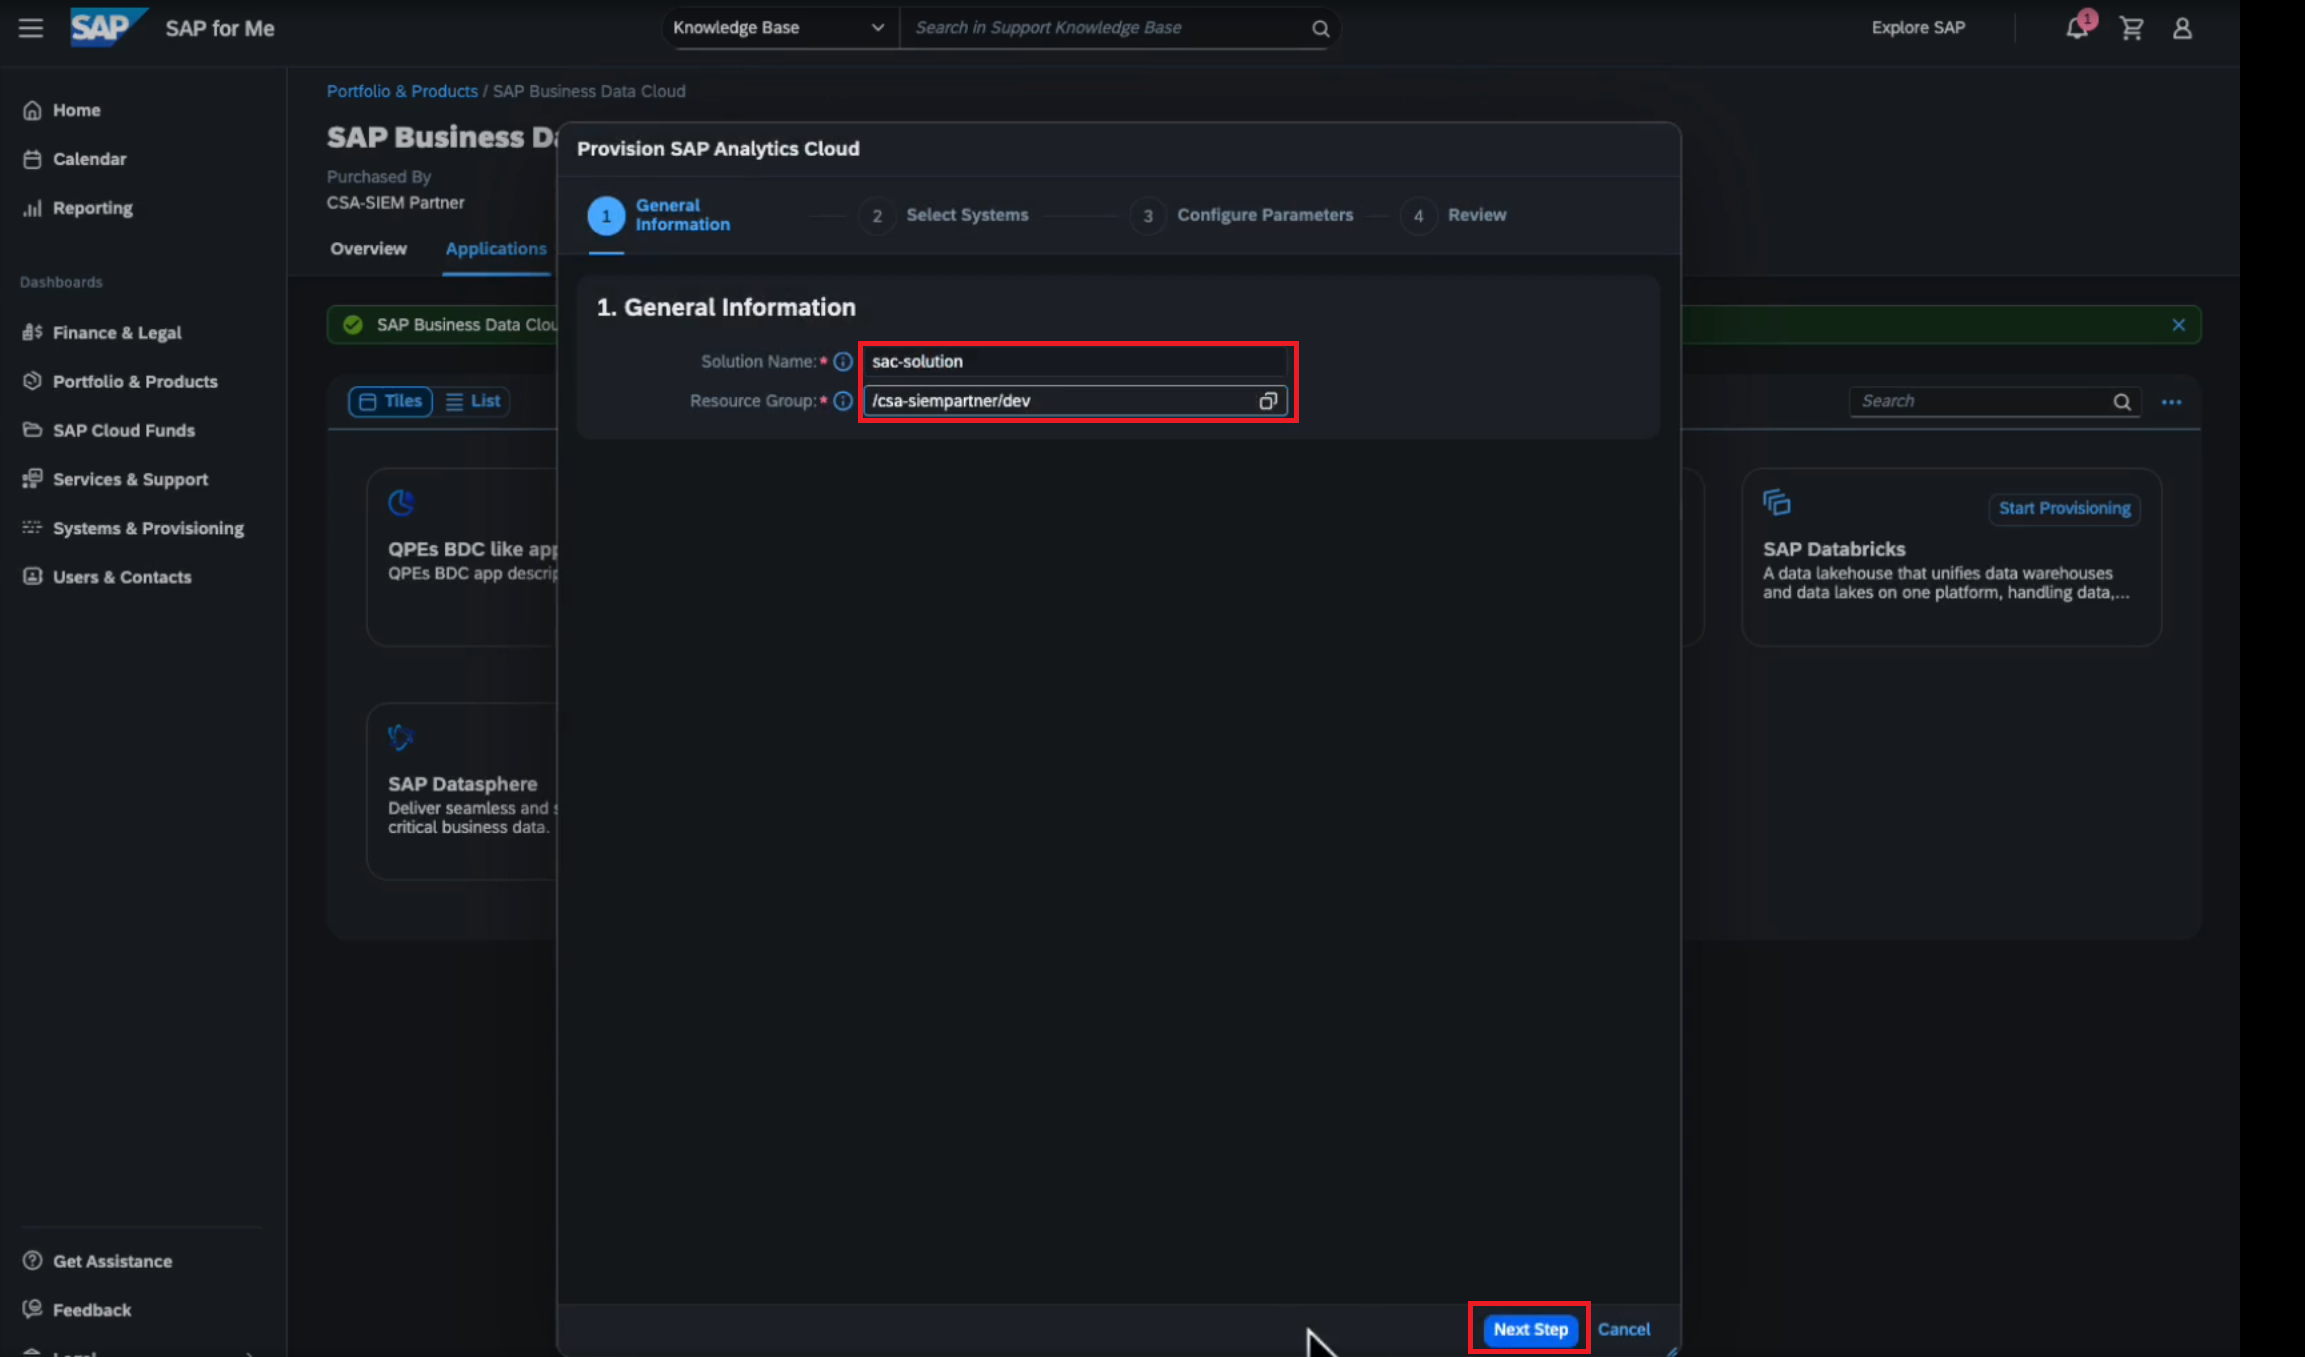 SAP SAP for Me
Knowledge Base
Search in Support Knowledge Base
Explore SAP
1
Home
Calendar
Reporting
Dashboards
Finance & Legal
Portfolio & Products
SAP Cloud Funds
Services & Support
Systems & Provisioning
Users & Contacts
Get Assistance
Feedback
Portfolio & Products / SAP Business Data Cloud
SAP Business Da
Purchased By
CSA-SIEM Partner
Overview
Applications
SAP Business Data Clou
Tiles
List
Search
QPEs BDC like app
QPEs BDC app descrip
SAP Datasphere
Deliver seamless and s
critical business data.
Start Provisioning
SAP Databricks
A data lakehouse that unifies data warehouses
and data lakes on one platform, handling data,...
Provision SAP Analytics Cloud
1 General
Information
2 Select Systems
3 Configure Parameters
4 Review
1. General Information
Solution Name:* sac-solution
Resource Group:* /csa-siempartner/dev
Next Step
Cancel